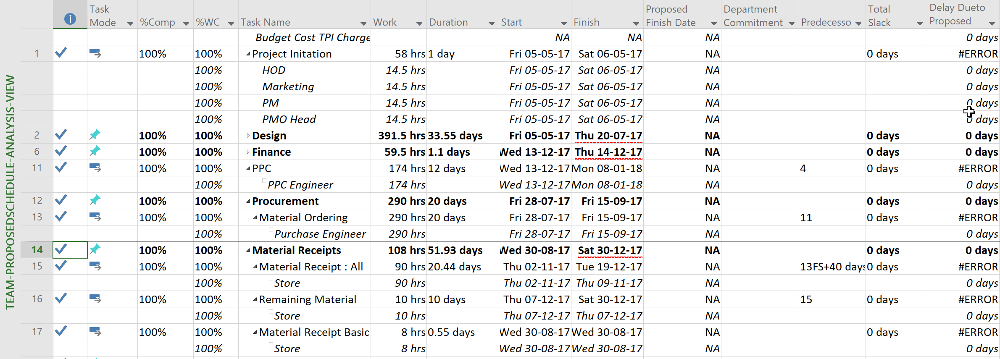 TEAM-PROPOSEDSCHEDULE-ANALYSIS-VIEW
Task Mode %Comp %WC Task Name Work Duration Start Finish Proposed Finish Date Department Commitment Predecesso Total Slack Delay Dueto Proposed
Budget Cost TPI Charge NA NA NA 0 days
1 100% 100% Project Initation 58 hrs 1 day Fri 05-05-17 Sat 06-05-17 NA 0 days #ERROR
100% HOD 14.5 hrs Fri 05-05-17 Sat 06-05-17 NA 0 days
100% Marketing 14.5 hrs Fri 05-05-17 Sat 06-05-17 NA 0 days
100% PM 14.5 hrs Fri 05-05-17 Sat 06-05-17 NA 0 days
100% PMO Head 14.5 hrs Fri 05-05-17 Sat 06-05-17 NA 0 days
2 100% 100% Design 391.5 hrs 33.55 days Fri 05-05-17 Thu 20-07-17 NA 0 days 0 days
6 100% 100% Finance 59.5 hrs 1.1 days Wed 13-12-17 Thu 14-12-17 NA 0 days 0 days
11 100% 100% PPC 174 hrs 12 days Wed 13-12-17 Mon 08-01-18 NA 4 0 days #ERROR
100% PPC Engineer 174 hrs Wed 13-12-17 Mon 08-01-18 NA 0 days
12 100% 100% Procurement 290 hrs 20 days Fri 28-07-17 Fri 15-09-17 NA 0 days 0 days
13 100% 100% Material Ordering 290 hrs 20 days Fri 28-07-17 Fri 15-09-17 NA 11 0 days #ERROR
100% Purchase Engineer 290 hrs Fri 28-07-17 Fri 15-09-17 NA 0 days
14 100% 100% Material Receipts 108 hrs 51.93 days Wed 30-08-17 Sat 30-12-17 NA 0 days 0 days
15 100% 100% Material Receipt : All 90 hrs 20.44 days Thu 02-11-17 Tue 19-12-17 NA 13FS+40 days 0 days #ERROR
100% Store 90 hrs Thu 02-11-17 Thu 09-11-17 NA 0 days
16 100% 100% Remaining Material 10 hrs 10 days Thu 07-12-17 Sat 30-12-17 NA 15 0 days #ERROR
100% Store 10 hrs Thu 07-12-17 Thu 07-12-17 NA 0 days
17 100% 100% Material Receipt Basic 8 hrs 0.55 days Wed 30-08-17 Wed 30-08-17 NA 0 days #ERROR
100% Store 8 hrs Wed 30-08-17 Wed 30-08-17 NA 0 days